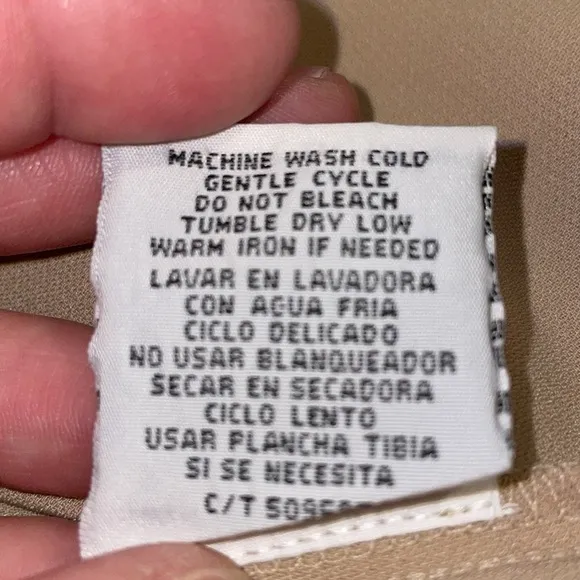 MACHINE WASH COLD
GENTLE CYCLE
DO NOT BLEACH
TUMBLE DRY LOW
WARM IRON IF NEEDED
LAVAR EN LAVADORA
CON AGUA FRIA
CICLO DELICADO
NO USAR BLANQUEADOR
SECAR EN SECADORA
CICLO LENTO
USAR PLANCHA TIBIA
SI SE NECESITA
C/T